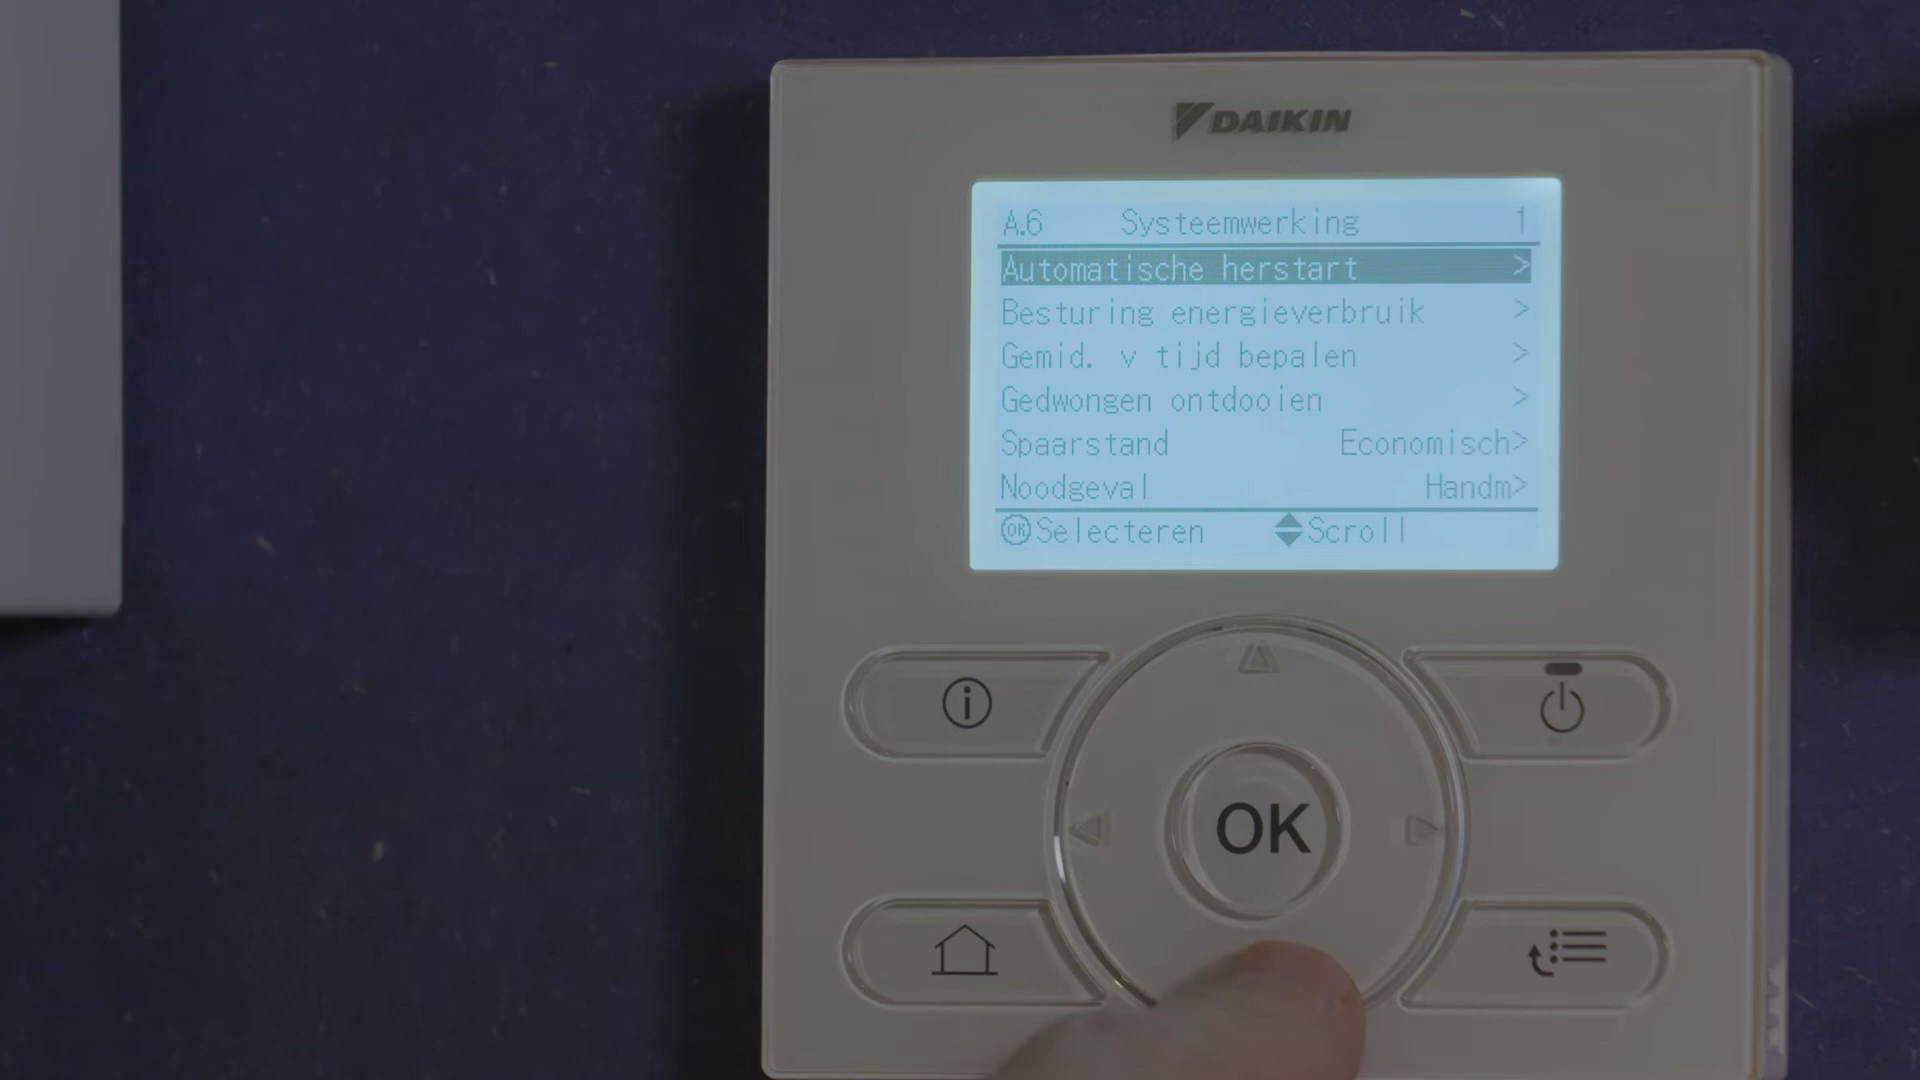 DAIKIN
A.6 Systeemwerking 1
Automatische herstart >
Besturing energieverbruik >
Gemid. v tijd bepalen >
Gedwongen ontdooien >
Spaarstand Economisch>
Noodgeval Handm>
OK Selecteren Scroll
OK